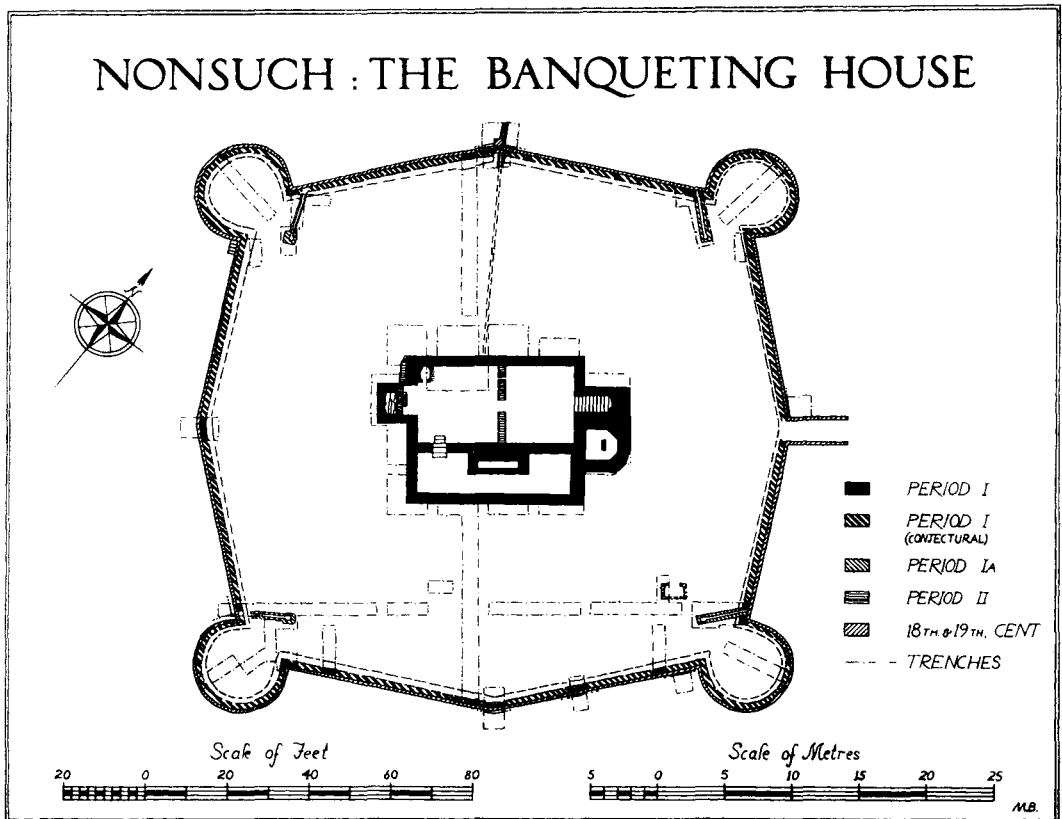 NONSUCH : THE BANQUETING HOUSE
N
PERIOD I
PERIOD I
(CONJECTURAL)
PERIOD IA
PERIOD II
18TH. & 19TH. CENT
TRENCHES
Scale of Feet
20 0 20 40 60 80
Scale of Metres
5 0 5 10 15 20 25
M.B.